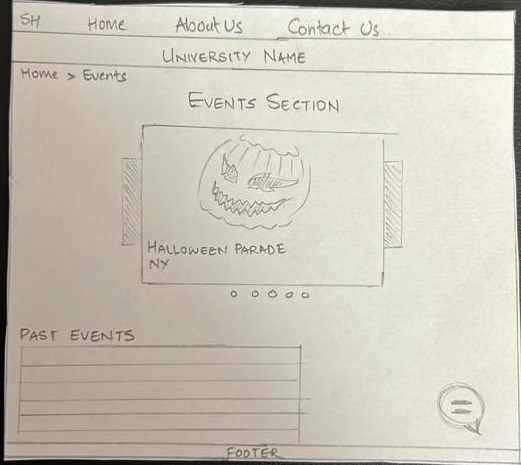 SH Home About Us Contact Us
UNIVERSITY NAME
Home > Events
EVENTS SECTION
HALLOWEEN PARADE
NY
PAST EVENTS
FOOTER